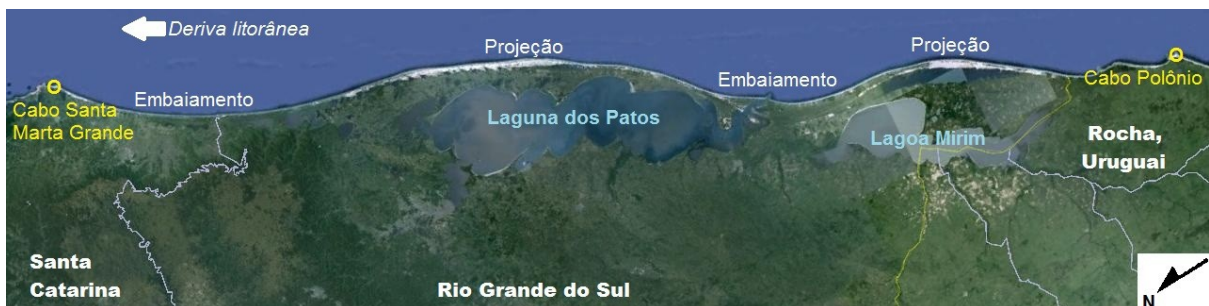 Deriva litorânea
Projeção
Projeção
Embaiamento
Embaiamento
Cabo Santa
Marta Grande
Cabo Polônio
Laguna dos Patos
Lagoa Mirim
Rocha,
Uruguai
Santa
Catarina
Rio Grande do Sul
N